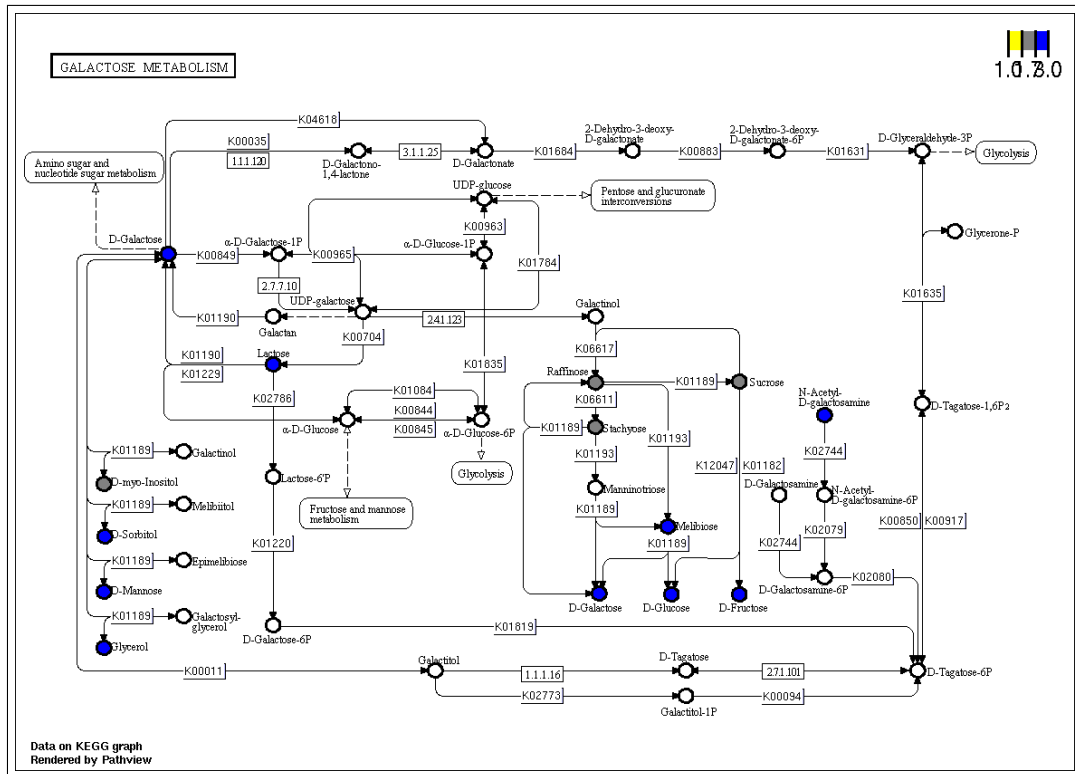 GALACTOSE METABOLISM
1.0
3.0
K04618
K00035
1.1.1.120
3.1.1.25
D-Galactono-
1,4-lactone
D-Galactonate
K01684
2-Dehydro-3-deoxy-
D-galactonate
K00883
2-Dehydro-3-deoxy-
D-galactonate-6P
K01631
D-Glyceraldehyde-3P
Glycolysis
Amino sugar and
nucleotide sugar metabolism
UDP-glucose
Pentose and glucuronate
interconversions
K00963
D-Galactose
K00849
α-D-Galactose-1P
K00965
α-D-Glucose-1P
K01784
Glycerone-P
2.7.7.10
UDP-galactose
K01635
K01190
Galactan
2.4.1.123
Galactinol
K00704
K01190
K01229
Lactose
K01835
K06617
Raffinose
K01189
Sucrose
K02786
K01084
K00844
K00845
α-D-Glucose
α-D-Glucose-6P
K06611
K01189
Stachyose
K01193
K01193
N-Acetyl-
D-galactosamine
D-Tagatose-1,6P2
K01189
Galactinol
D-myo-Inositol
Lactose-6'P
Glycolysis
K12047
K01182
K02744
D-Galactosamine
Manninotriose
K01189
N-Acetyl-
D-galactosamine-6P
K01189
Melibiitol
D-Sorbitol
Fructose and mannose
metabolism
Melibiose
K01189
K02744
K02079
K00850
K00917
K01220
K01189
Epimelibiose
D-Mannose
D-Galactose
D-Glucose
D-Fructose
D-Galactosamine-6P
K02080
K01189
Galactosyl-
glycerol
Glycerol
D-Galactose-6P
K01819
K00011
Galactitol
1.1.1.16
D-Tagatose
2.7.1.101
D-Tagatose-6P
K02773
Galactitol-1P
K00094
Data on KEGG graph
Rendered by Pathview